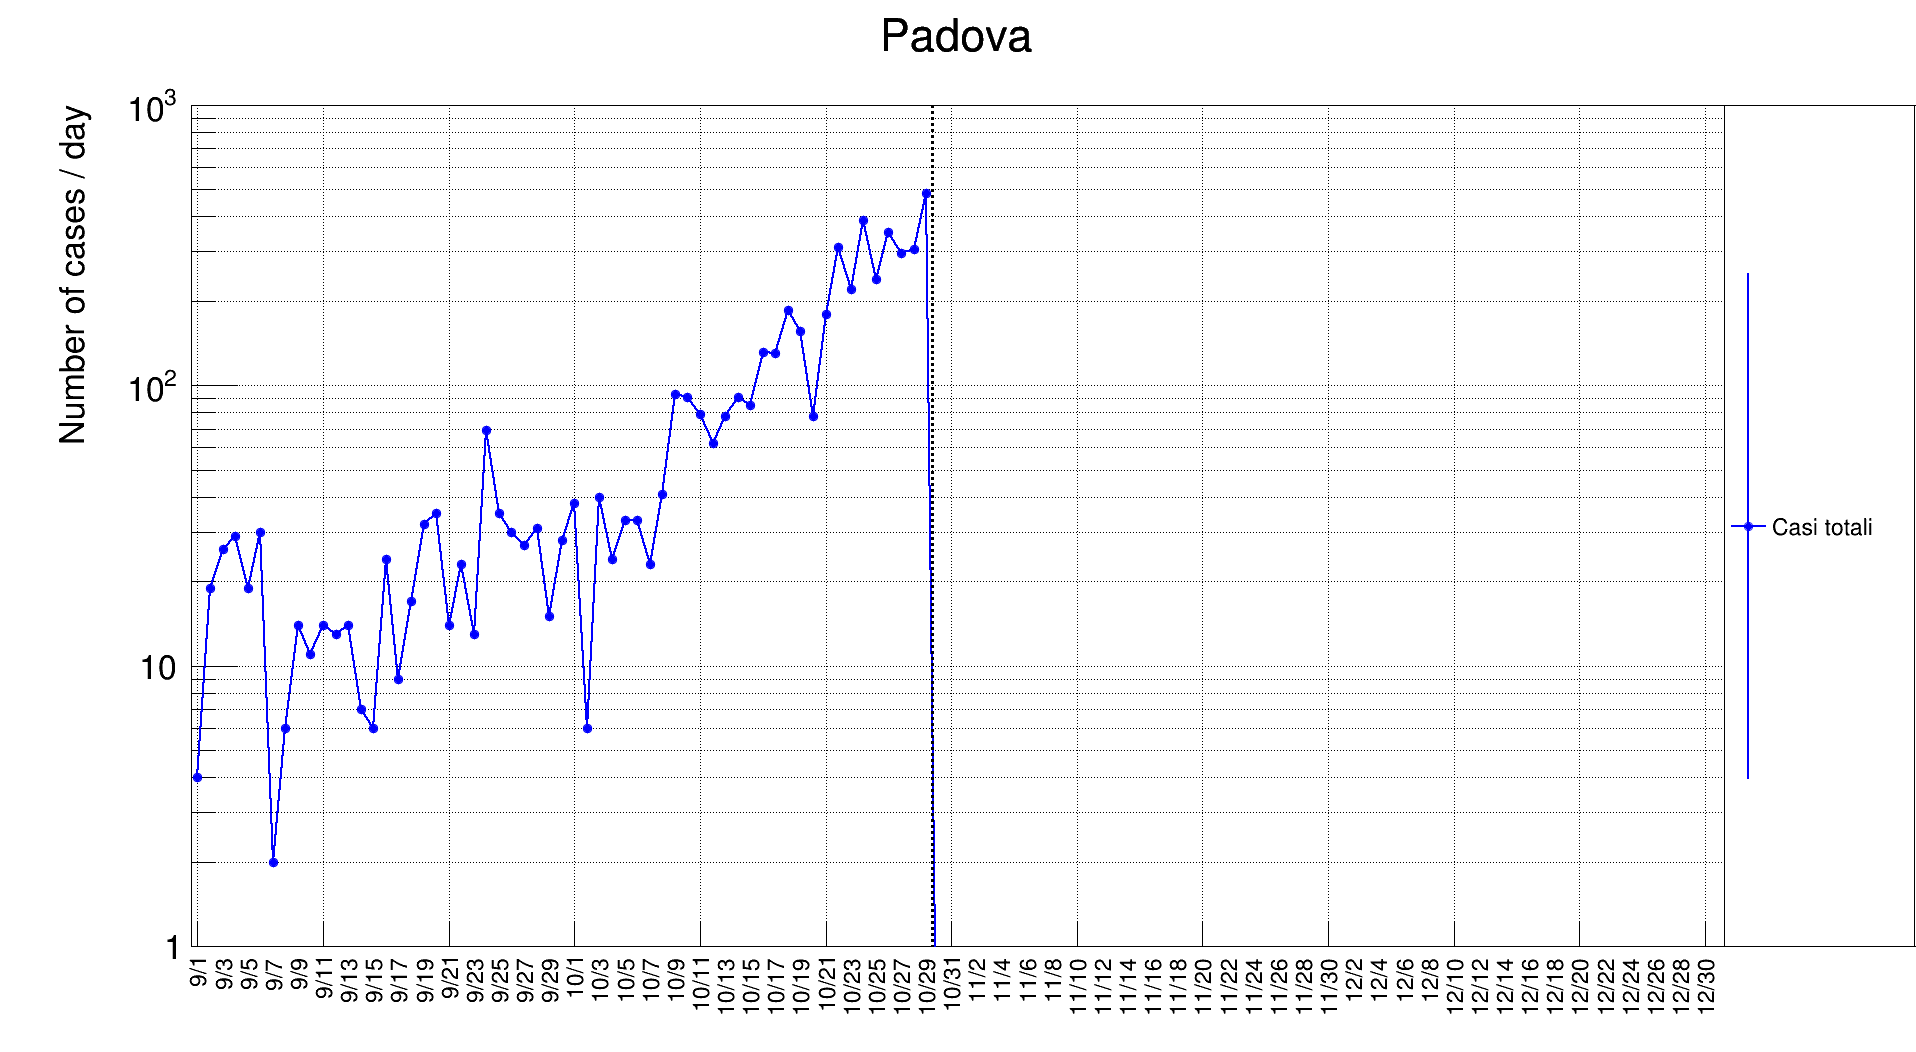 Padova
Number of cases / day
10³
10²
10
1
9/1 9/3 9/5 9/7 9/9 9/11 9/13 9/15 9/17 9/19 9/21 9/23 9/25 9/27 9/29 10/1 10/3 10/5 10/7 10/9 10/11 10/13 10/15 10/17 10/19 10/21 10/23 10/25 10/27 10/29 10/31 11/2 11/4 11/6 11/8 11/10 11/12 11/14 11/16 11/18 11/20 11/22 11/24 11/26 11/28 11/30 12/2 12/4 12/6 12/8 12/10 12/12 12/14 12/16 12/18 12/20 12/22 12/24 12/26 12/28 12/30
Casi totali